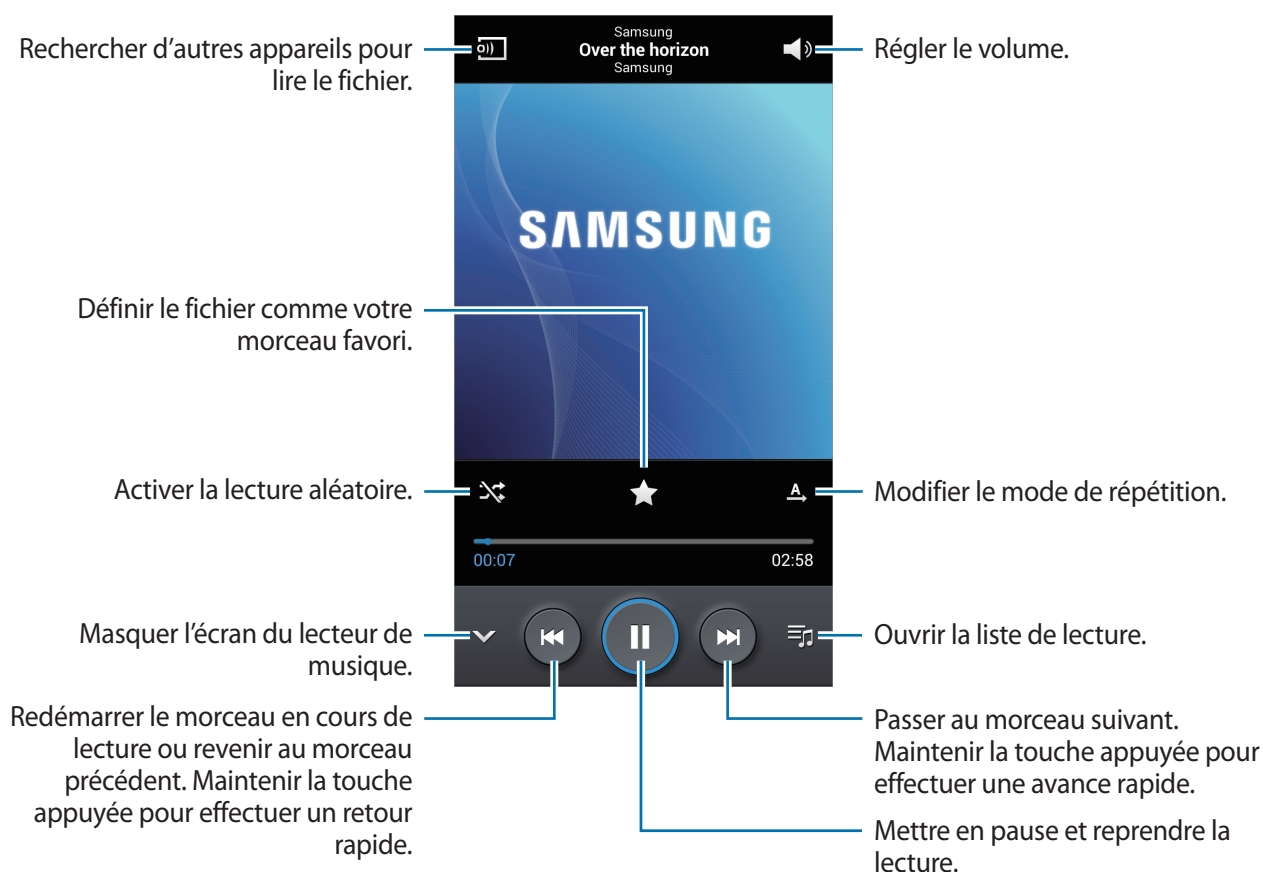 Rechercher d’autres appareils pour
lire le fichier.
Samsung
Over the horizon
Samsung
Régler le volume.
SAMSUNG
Définir le fichier comme votre
morceau favori.
Activer la lecture aléatoire.
A
Modifier le mode de répétition.
00:07
02:58
Masquer l’écran du lecteur de
musique.
Ouvrir la liste de lecture.
Redémarrer le morceau en cours de
lecture ou revenir au morceau
précédent. Maintenir la touche
appuyée pour effectuer un retour
rapide.
Passer au morceau suivant.
Maintenir la touche appuyée pour
effectuer une avance rapide.
Mettre en pause et reprendre la
lecture.